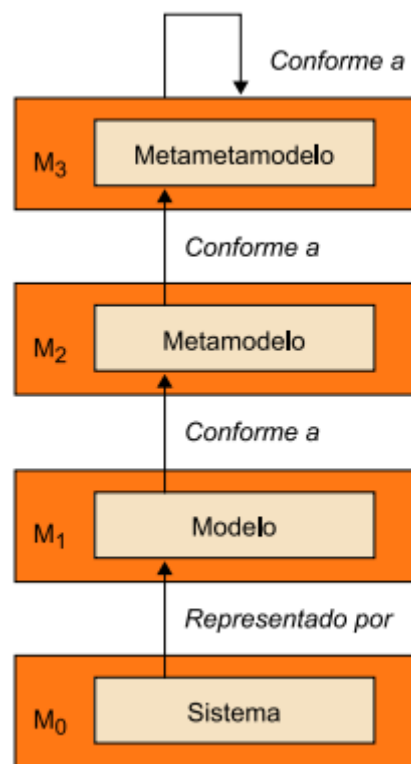 Conforme a
M3
Metametamodelo
Conforme a
M2
Metamodelo
Conforme a
M1
Modelo
Representado por
M0
Sistema